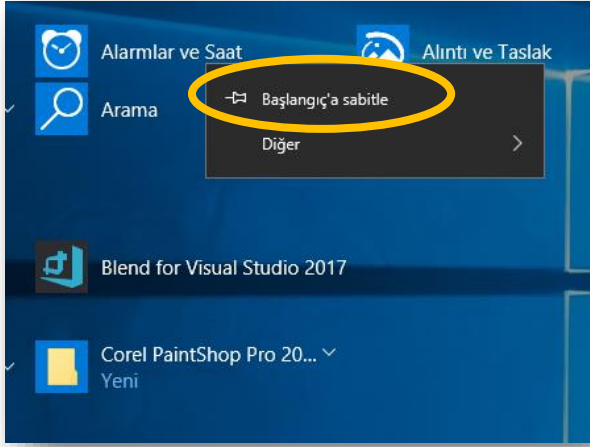 Alarmlar ve Saat
Alıntı ve Taslak
Başlangıç'a sabitle
Arama
Diğer
Blend for Visual Studio 2017
Corel PaintShop Pro 20...
Yeni